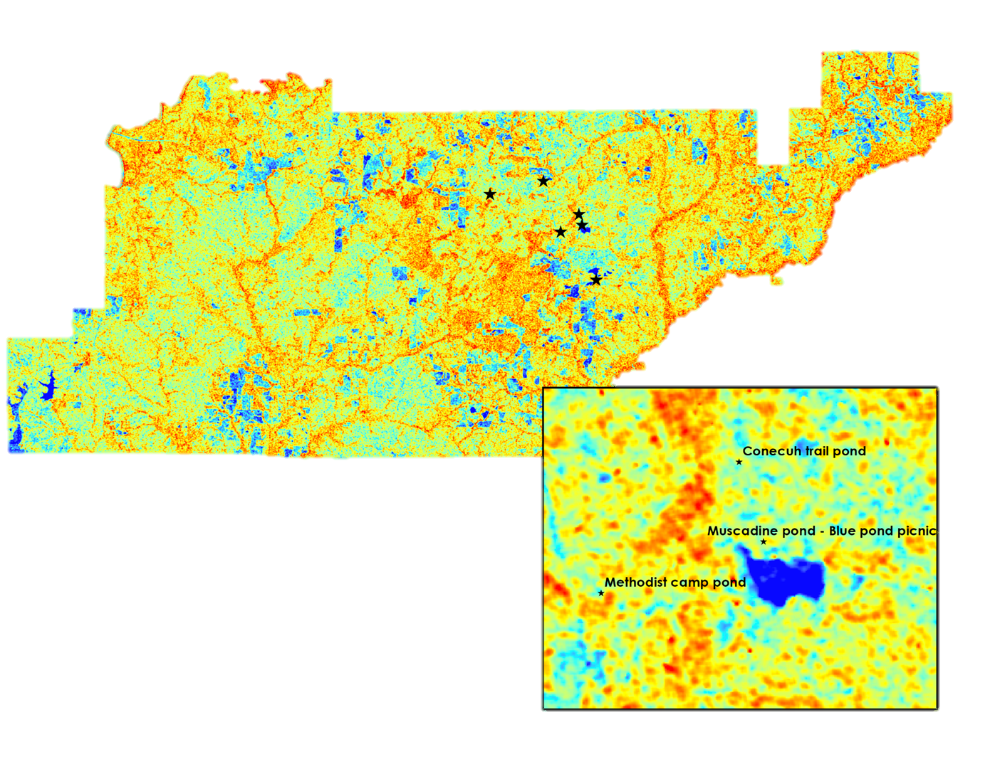 Conecuh trail pond
Muscadine pond - Blue pond picnic
Methodist camp pond